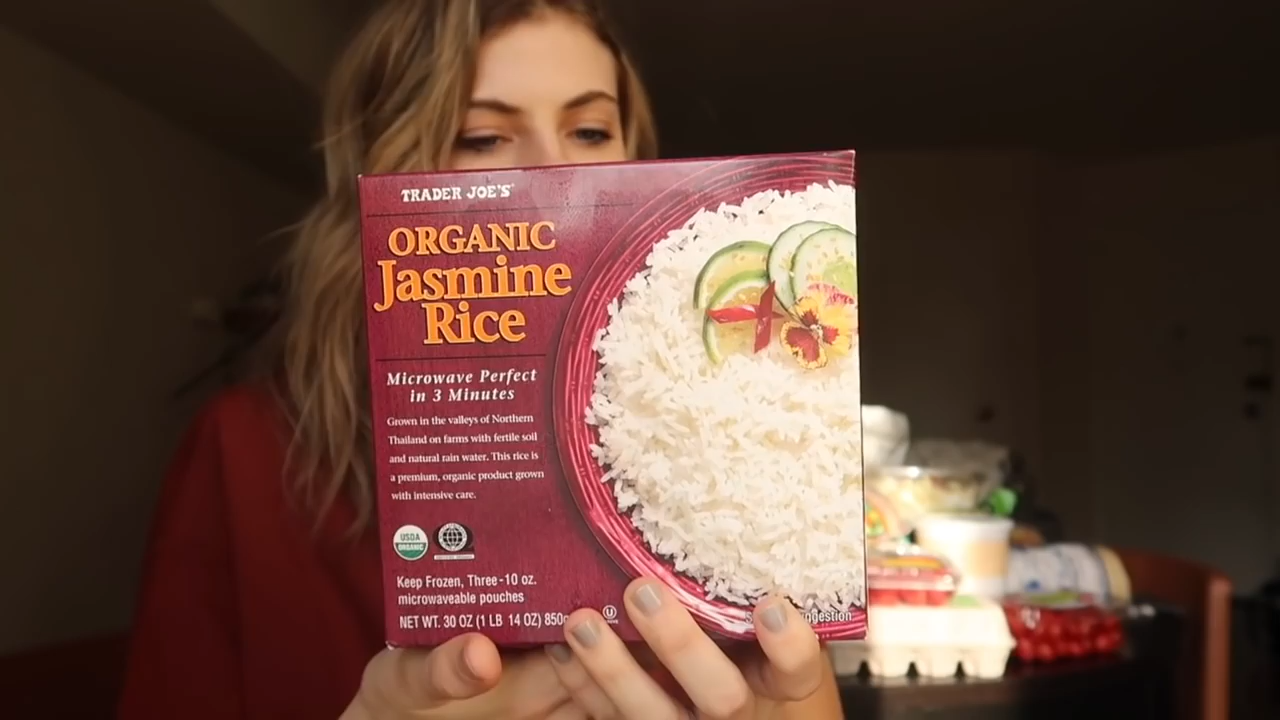 TRADER JOE'S
ORGANIC
Jasmine
Rice
Microwave Perfect
in 3 Minutes
Grown in the valleys of Northern
Thailand on farms with fertile soil
and natural rain water. This rice is
a premium, organic product grown
with intensive care.
USDA
ORGANIC
Keep Frozen, Three-10 oz.
microwaveable pouches
NET WT. 30 OZ (1 LB 14 OZ) 850g
U